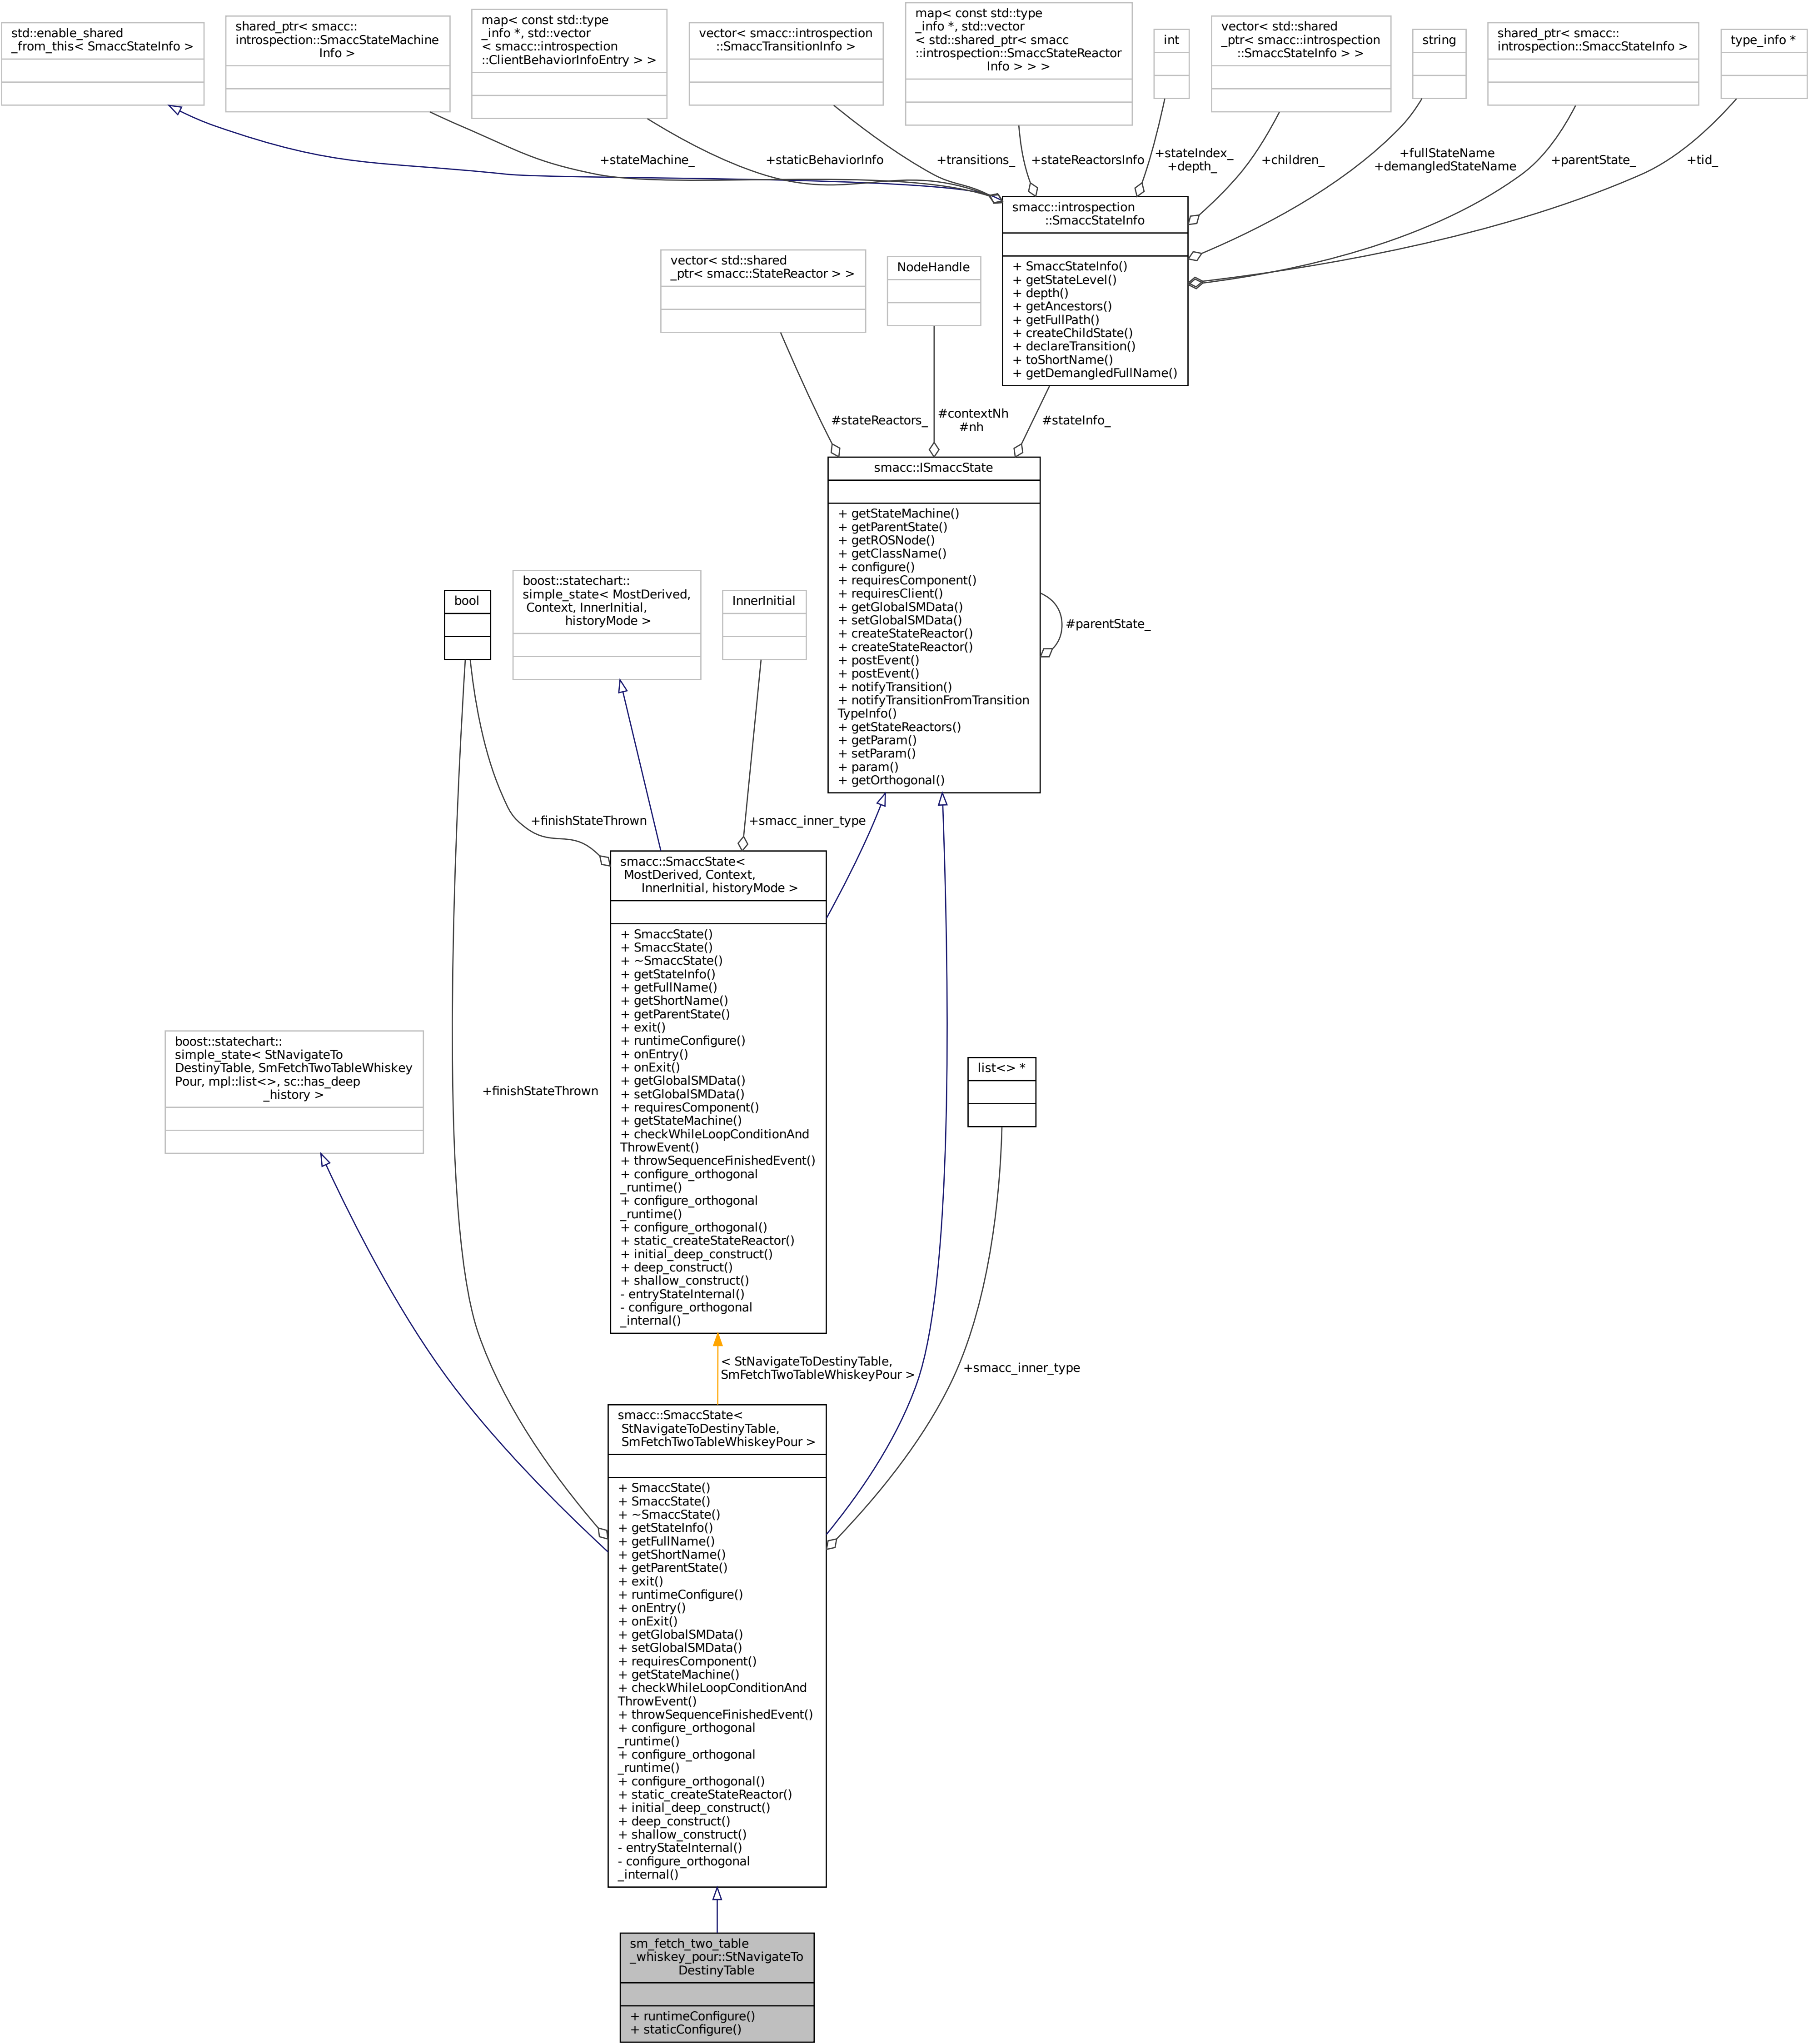 std::enable_shared
_from_this< SmaccStateInfo >
shared_ptr< smacc::
introspection::SmaccStateMachine
Info >
map< const std::type
_info *, std::vector
< smacc::introspection
::ClientBehaviorInfoEntry > >
vector< smacc::introspection
::SmaccTransitionInfo >
map< const std::type
_info *, std::vector
< std::shared_ptr< smacc
::introspection::SmaccStateReactor
Info > > >
int
vector< std::shared
_ptr< smacc::introspection
::SmaccStateInfo > >
string
shared_ptr< smacc::
introspection::SmaccStateInfo >
type_info *
+stateMachine_
+staticBehaviorInfo
+transitions_
+stateReactorsInfo
+stateIndex_
+depth_
+children_
+fullStateName
+demangledStateName
+parentState_
+tid_
smacc::introspection
::SmaccStateInfo
+ SmaccStateInfo()
+ getStateLevel()
+ depth()
+ getAncestors()
+ getFullPath()
+ createChildState()
+ declareTransition()
+ toShortName()
+ getDemangledFullName()
vector< std::shared
_ptr< smacc::StateReactor > >
NodeHandle
#stateReactors_
#contextNh
#nh
#stateInfo_
smacc::ISmaccState
+ getStateMachine()
+ getParentState()
+ getROSNode()
+ getClassName()
+ configure()
+ requiresComponent()
+ requiresClient()
+ getGlobalSMData()
+ setGlobalSMData()
+ createStateReactor()
+ createStateReactor()
+ postEvent()
+ postEvent()
+ notifyTransition()
+ notifyTransitionFromTransition
TypeInfo()
+ getStateReactors()
+ getParam()
+ setParam()
+ param()
+ getOrthogonal()
#parentState_
bool
boost::statechart::
simple_state< MostDerived,
Context, InnerInitial,
historyMode >
InnerInitial
+finishStateThrown
+smacc_inner_type
smacc::SmaccState<
MostDerived, Context,
InnerInitial, historyMode >
+ SmaccState()
+ SmaccState()
+ ~SmaccState()
+ getStateInfo()
+ getFullName()
+ getShortName()
+ getParentState()
+ exit()
+ runtimeConfigure()
+ onEntry()
+ onExit()
+ getGlobalSMData()
+ setGlobalSMData()
+ requiresComponent()
+ getStateMachine()
+ checkWhileLoopConditionAnd
ThrowEvent()
+ throwSequenceFinishedEvent()
+ configure_orthogonal
_runtime()
+ configure_orthogonal
_runtime()
+ configure_orthogonal()
+ static_createStateReactor()
+ initial_deep_construct()
+ deep_construct()
+ shallow_construct()
- entryStateInternal()
- configure_orthogonal
_internal()
boost::statechart::
simple_state< StNavigateTo
DestinyTable, SmFetchTwoTableWhiskey
Pour, mpl::list<>, sc::has_deep
_history >
+finishStateThrown
list<> *
< StNavigateToDestinyTable,
SmFetchTwoTableWhiskeyPour >
+smacc_inner_type
smacc::SmaccState<
StNavigateToDestinyTable,
SmFetchTwoTableWhiskeyPour >
+ SmaccState()
+ SmaccState()
+ ~SmaccState()
+ getStateInfo()
+ getFullName()
+ getShortName()
+ getParentState()
+ exit()
+ runtimeConfigure()
+ onEntry()
+ onExit()
+ getGlobalSMData()
+ setGlobalSMData()
+ requiresComponent()
+ getStateMachine()
+ checkWhileLoopConditionAnd
ThrowEvent()
+ throwSequenceFinishedEvent()
+ configure_orthogonal
_runtime()
+ configure_orthogonal
_runtime()
+ configure_orthogonal()
+ static_createStateReactor()
+ initial_deep_construct()
+ deep_construct()
+ shallow_construct()
- entryStateInternal()
- configure_orthogonal
_internal()
sm_fetch_two_table
_whiskey_pour::StNavigateTo
DestinyTable
+ runtimeConfigure()
+ staticConfigure()